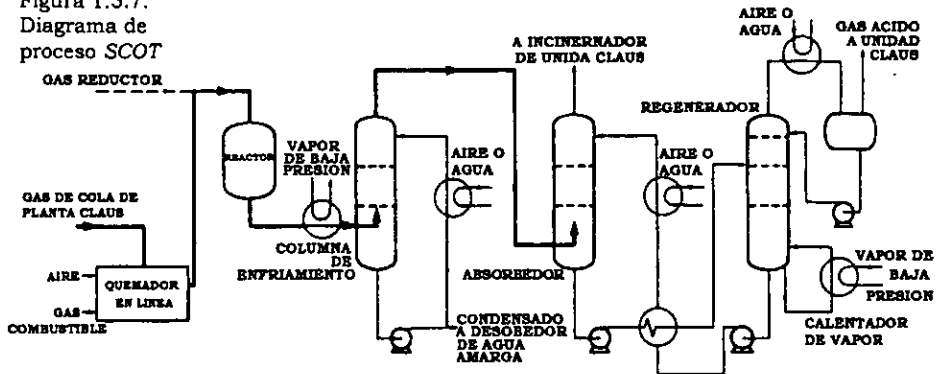 Figura 1.3.7.
Diagrama de
proceso SCOT
GAS REDUCTOR
REACTOR
VAPOR
DE BAJA
PRESION
GAS DE COLA DE
PLANTA CLAUS
AIRE
GAS
COMBUSTIBLE
QUEMADOR
EN LINEA
COLUMNA
DE
ENFRIAMIENTO
AIRE O
AGUA
CONDENSADO
A DESOBEDOR
DE AGUA
AMARGA
A INCINERNADOR
DE UNIDA CLAUS
ABSORBEDOR
AIRE O
AGUA
REGENERADOR
AIRE O
AGUA
GAS ACIDO
A UNIDAD
CLAUS
VAPOR DE
BAJA
PRESION
CALENTADOR
DE VAPOR